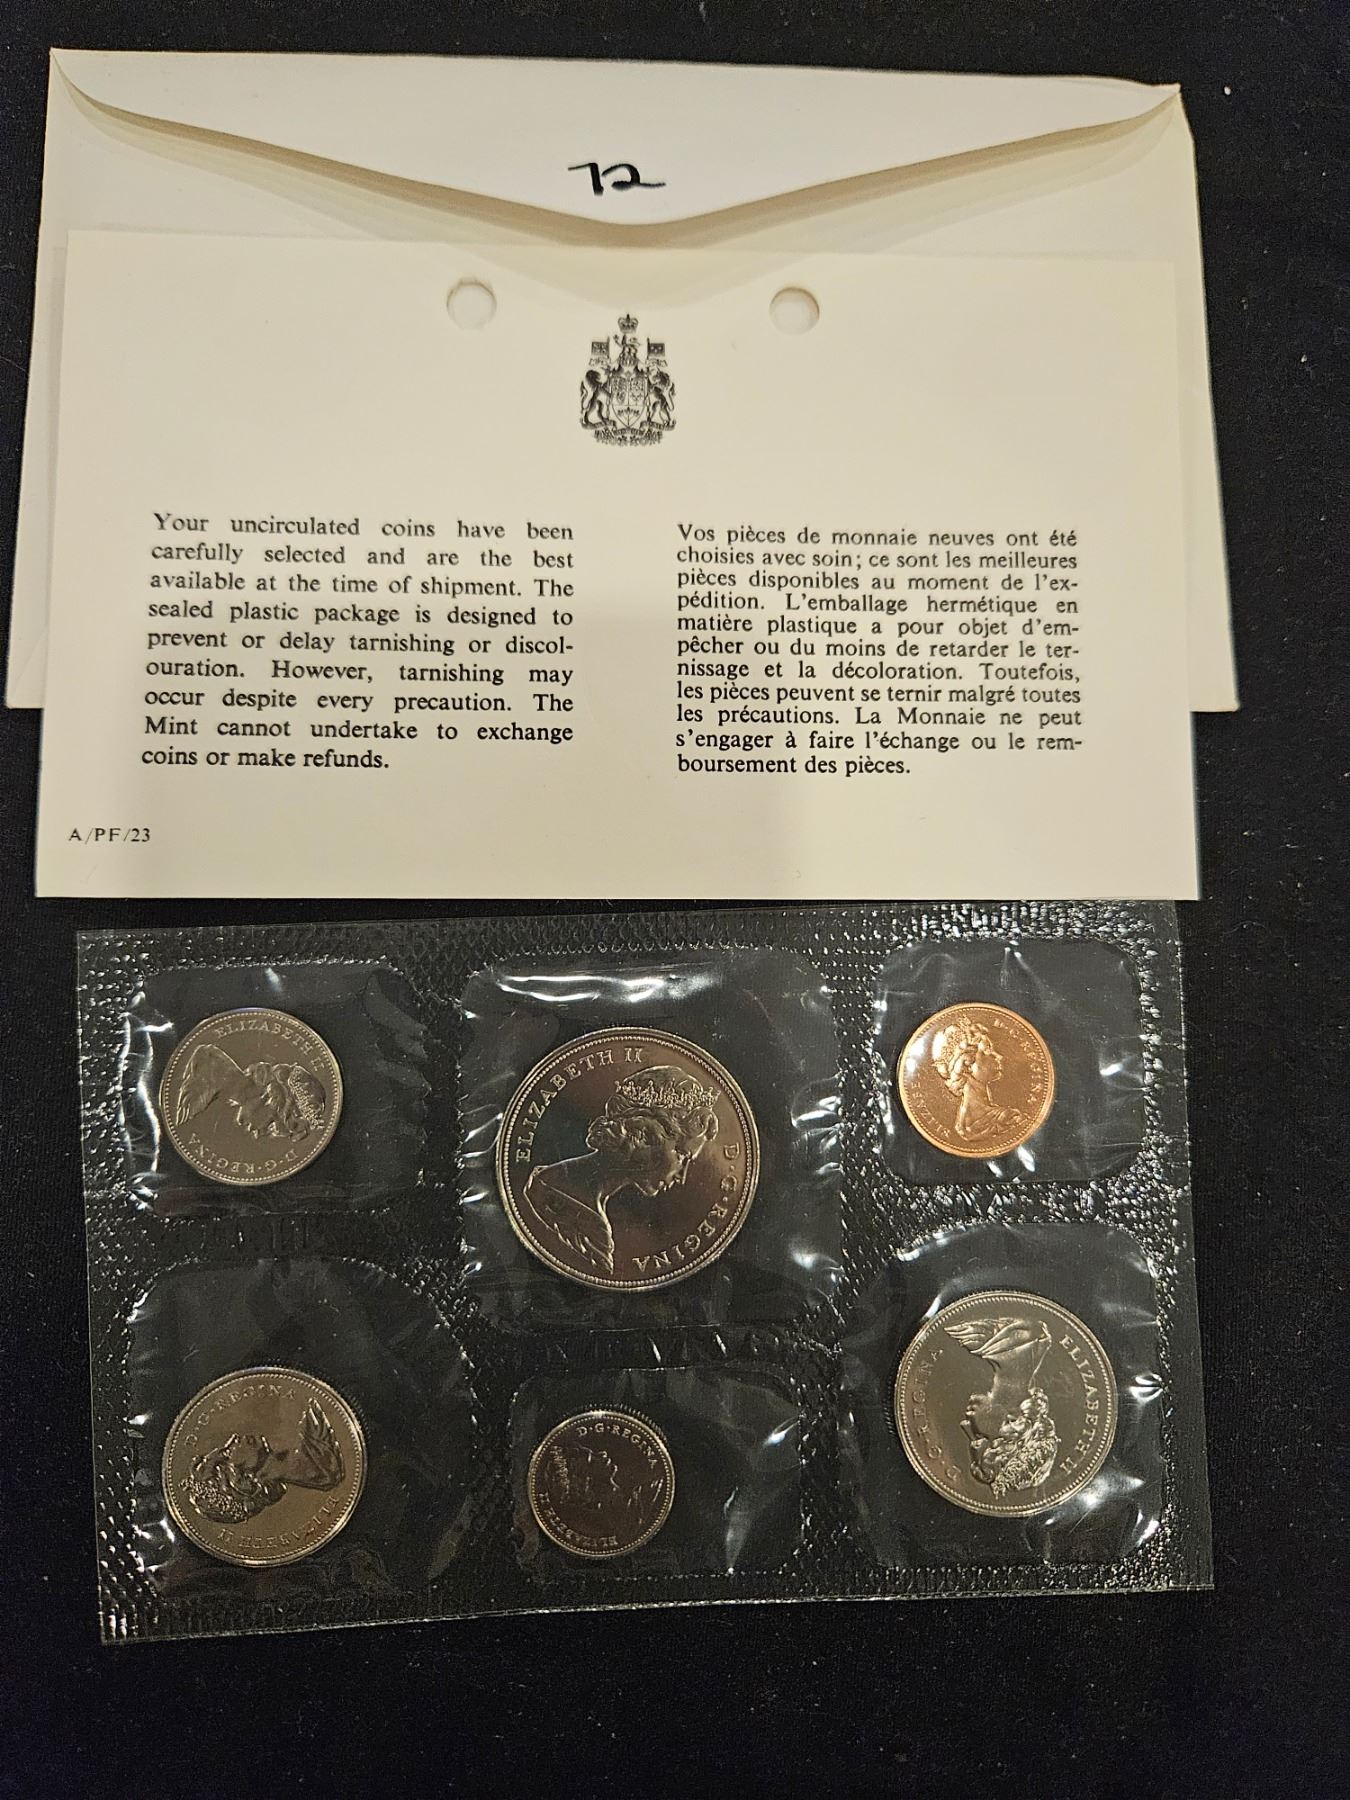 72
Your uncirculated coins have been
carefully selected and are the best
available at the time of shipment. The
sealed plastic package is designed to
prevent or delay tarnishing or discol-
ouration. However, tarnishing may
occur despite every precaution. The
Mint cannot undertake to exchange
coins or make refunds.
Vos pièces de monnaie neuves ont été
choisies avec soin; ce sont les meilleures
pièces disponibles au moment de l'ex-
pédition. L'emballage hermétique en
matière plastique a pour objet d'em-
pêcher ou du moins de retarder le ter-
nissage et la décoloration. Toutefois,
les pièces peuvent se ternir malgré toutes
les précautions. La Monnaie ne peut
s'engager à faire l'échange ou le rem-
boursement des pièces.
A/PF/23
ELIZABETH II D·G·REGINA
ELIZABETH II D·G·REGINA
D·G·REGINA
ELIZABETH II D·G·REGINA
D·G·REGINA
ELIZABETH II D·G·REGINA